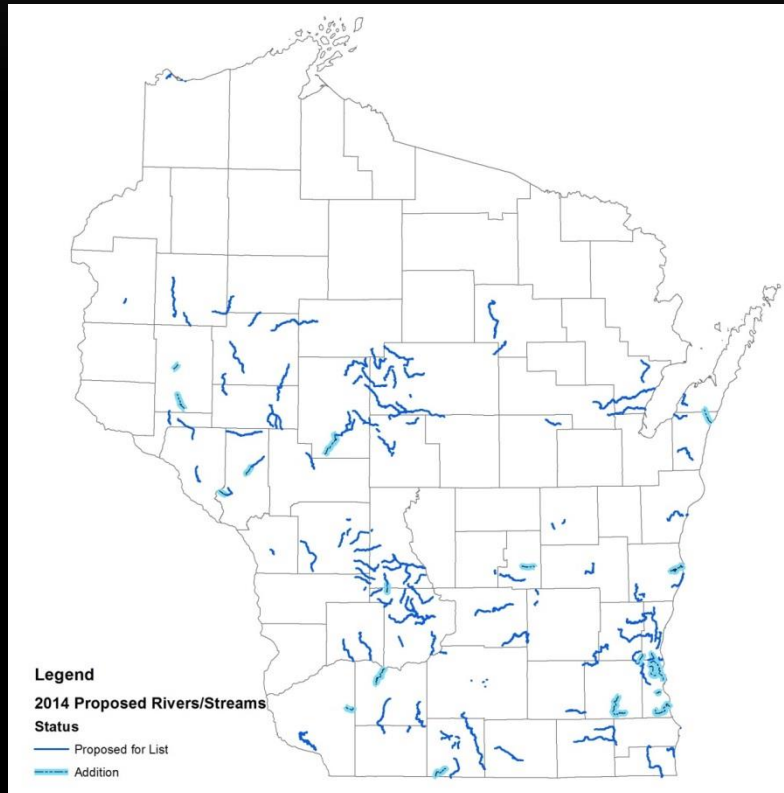 Legend
2014 Proposed Rivers/Streams
Status
Proposed for List
Addition